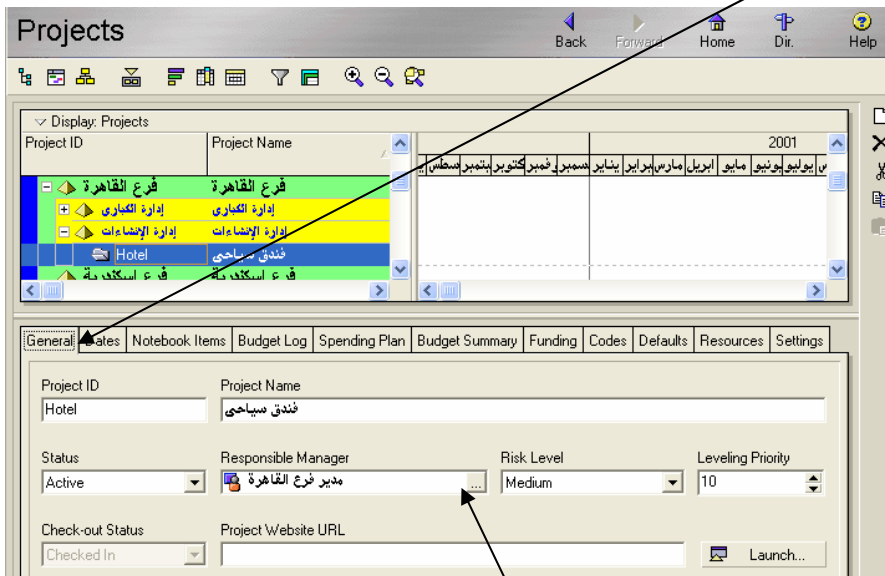 Projects
Back Forward Home Dir. Help
Display: Projects
Project ID Project Name 2001
يناير فبراير مارس ابريل مايو يونيو يوليو
فرع القاهرة فرع القاهرة
إدارة الكبارى إدارة الكبارى
إدارة الإنشاءات إدارة الإنشاءات
Hotel فندق سياحى
فرع اسكندرية فرع اسكندرية
General Dates Notebook Items Budget Log Spending Plan Budget Summary Funding Codes Defaults Resources Settings
Project ID Project Name
Hotel فندق سياحى
Status Responsible Manager Risk Level Leveling Priority
Active مدير فرع القاهرة ... Medium 10
Check-out Status Project Website URL
Checked In Launch...